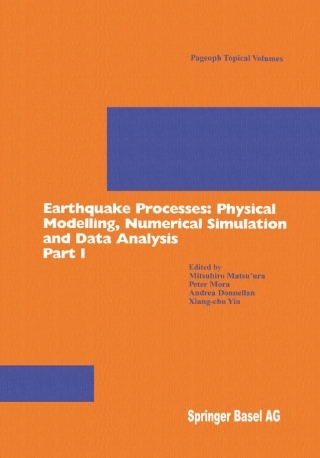 Pageoph Topical Volumes
Earthquake Processes: Physical
Modelling, Numerical Simulation
and Data Analysis
Part I
Edited by
Mitsuhiro Matsu'ura
Peter Mora
Andrea Donnellan
Xiang-chu Yin
Springer Basel AG